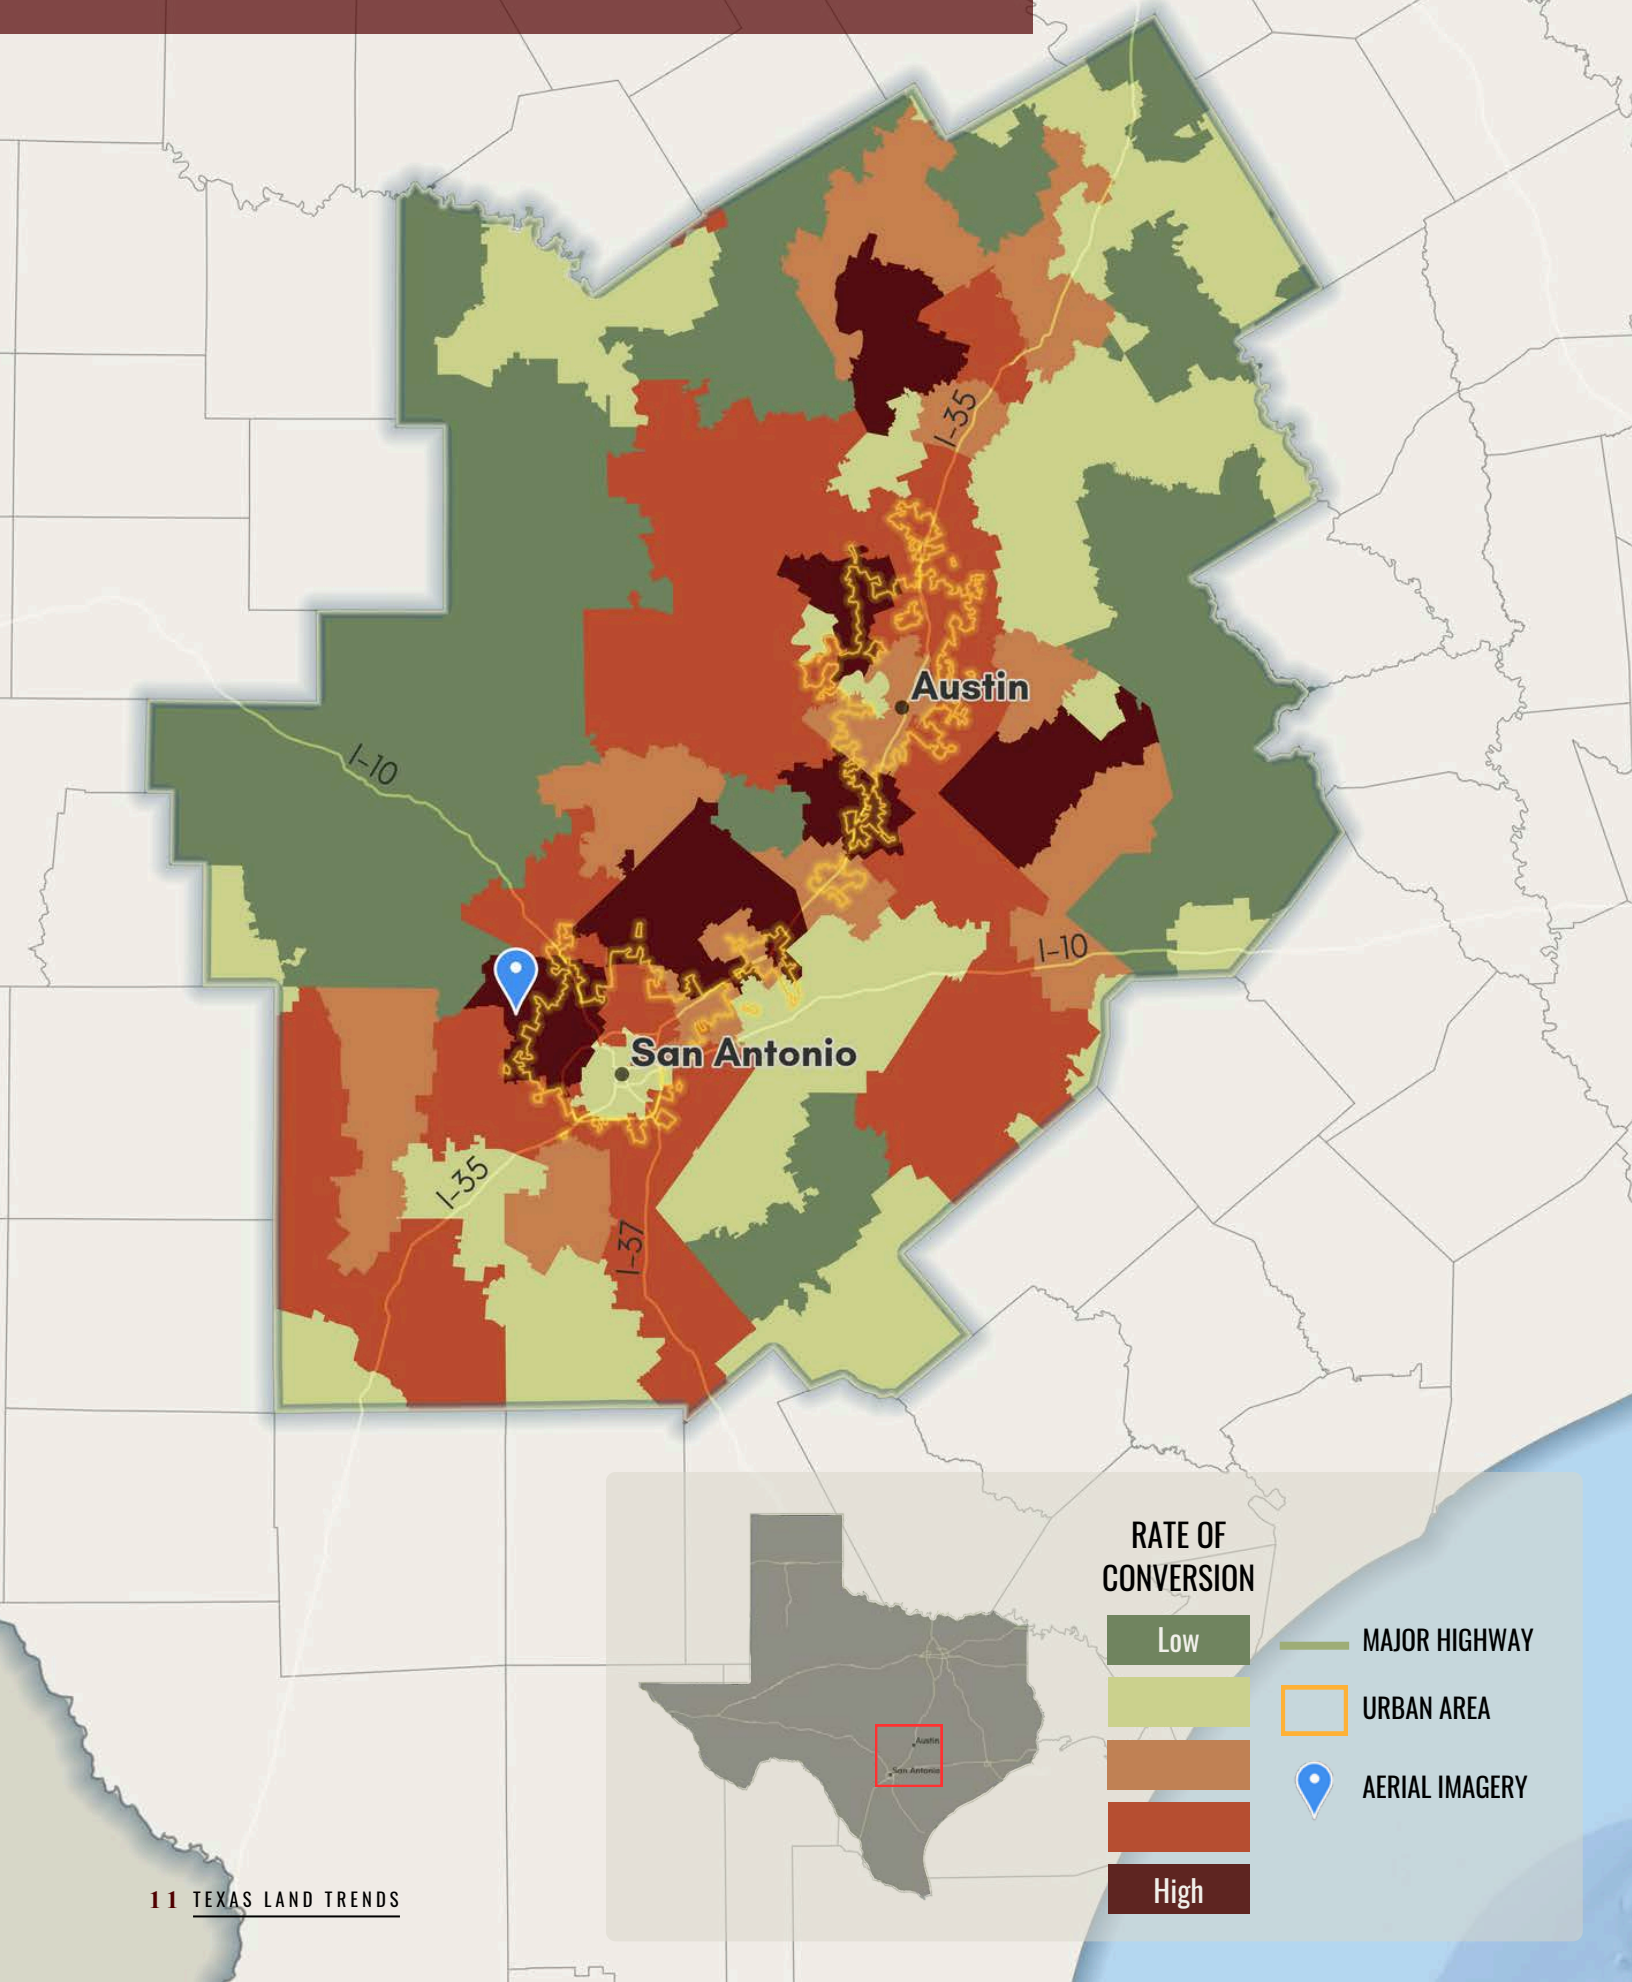 I-35
Austin
I-10
I-10
San Antonio
I-35
I-37
RATE OF
CONVERSION
Low
High
MAJOR HIGHWAY
URBAN AREA
AERIAL IMAGERY
Austin
San Antonio
11 TEXAS LAND TRENDS